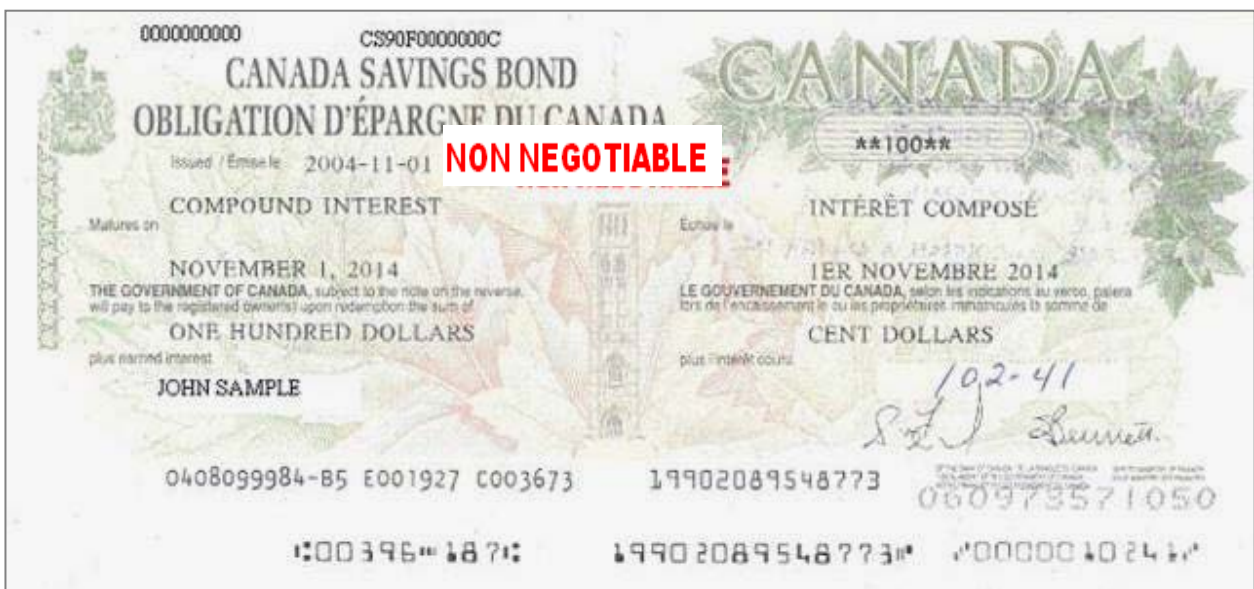 0000000000 CS90F0000000C
CANADA SAVINGS BOND
OBLIGATION D'ÉPARGNE DU CANADA
CANADA
**100**
Issued / Émise le 2004-11-01
NON NEGOTIABLE
COMPOUND INTEREST
Matures on
NOVEMBER 1, 2014
THE GOVERNMENT OF CANADA, subject to the note on the reverse,
will pay to the registered owner(s) upon redemption the sum of
ONE HUNDRED DOLLARS
plus earned interest.
JOHN SAMPLE
INTÉRÊT COMPOSÉ
Échue le
1ER NOVEMBRE 2014
LE GOUVERNEMENT DU CANADA, selon les indications au verso, paiera
lors de l'encaissement le ou les propriétaires immatriculés la somme de
CENT DOLLARS
plus l'intérêt couru.
102-41
Bennett
0408099984-B5 E001927 C003673 19902089548773
060973571050
⑆00396⑉187⑆ 19902089548773⑈ ⑇0000010241⑇